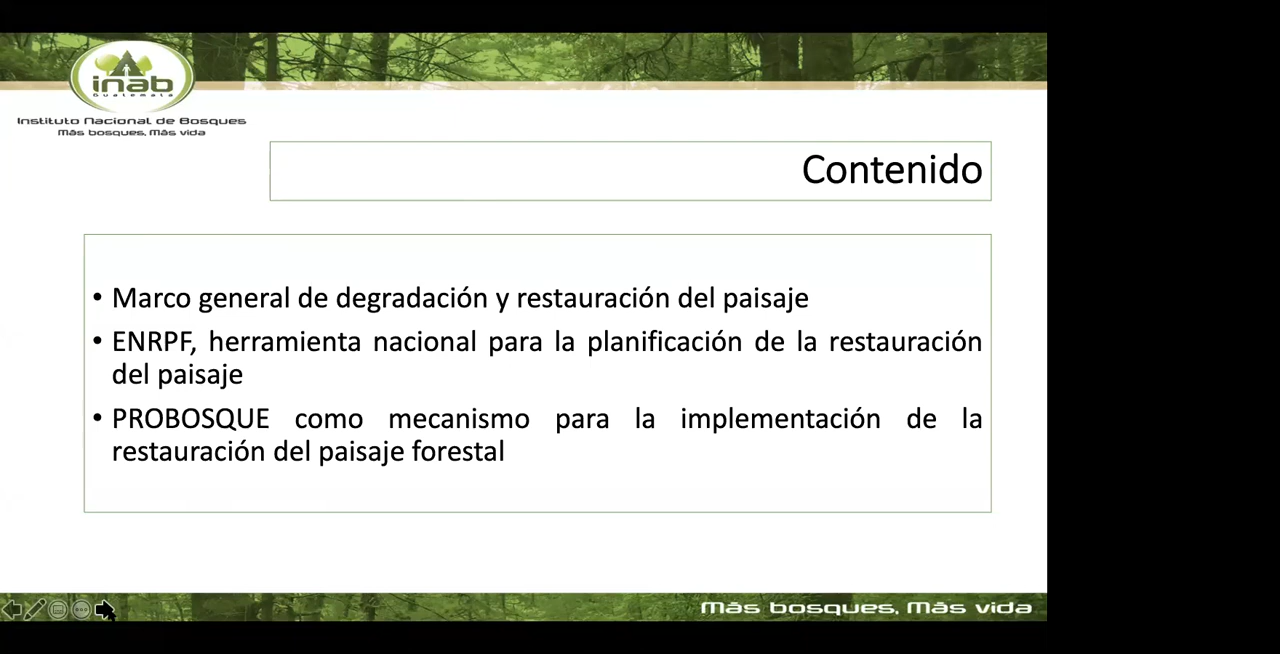 inab
Guatemala
Instituto Nacional de Bosques
Más bosques, Más vida
Contenido
• Marco general de degradación y restauración del paisaje
• ENRPF, herramienta nacional para la planificación de la restauración
del paisaje
• PROBOSQUE como mecanismo para la implementación de la
restauración del paisaje forestal
Más bosques, Más vida